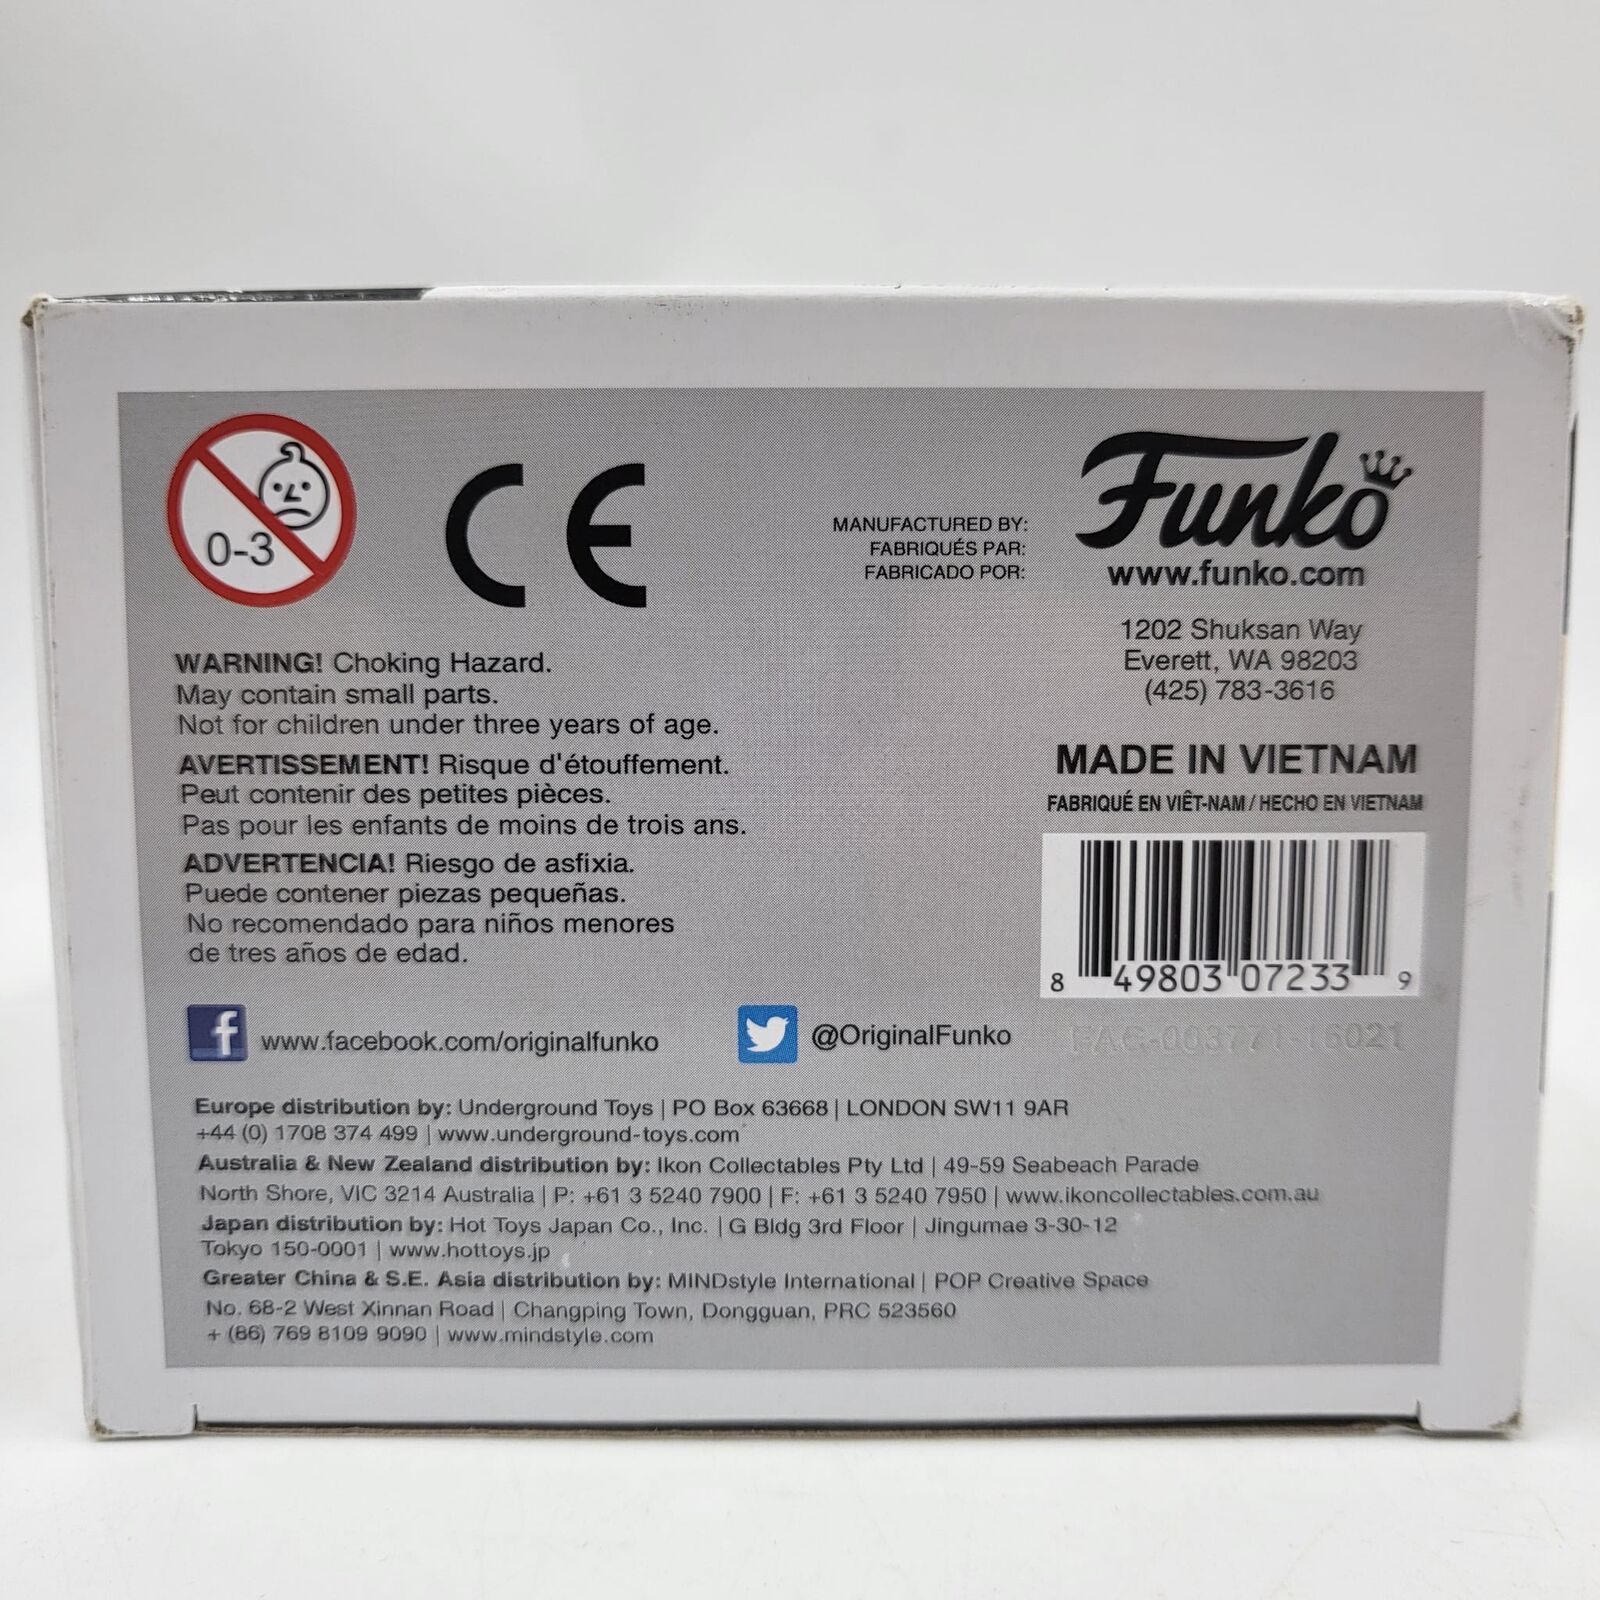 0-3
CE
MANUFACTURED BY:
FABRIQUÉS PAR:
FABRICADO POR:
Funko
www.funko.com
1202 Shuksan Way
Everett, WA 98203
(425) 783-3616
WARNING! Choking Hazard.
May contain small parts.
Not for children under three years of age.
AVERTISSEMENT! Risque d'étouffement.
Peut contenir des petites pièces.
Pas pour les enfants de moins de trois ans.
ADVERTENCIA! Riesgo de asfixia.
Puede contener piezas pequeñas.
No recomendado para niños menores
de tres años de edad.
MADE IN VIETNAM
FABRIQUÉ EN VIÊT-NAM / HECHO EN VIETNAM
8 49803 07233 9
FAC-003771-16021
www.facebook.com/originalfunko
@OriginalFunko
Europe distribution by: Underground Toys | PO Box 63668 | LONDON SW11 9AR
+44 (0) 1708 374 499 | www.underground-toys.com
Australia & New Zealand distribution by: Ikon Collectables Pty Ltd | 49-59 Seabeach Parade
North Shore, VIC 3214 Australia | P: +61 3 5240 7900 | F: +61 3 5240 7950 | www.ikoncollectables.com.au
Japan distribution by: Hot Toys Japan Co., Inc. | G Bldg 3rd Floor | Jingumae 3-30-12
Tokyo 150-0001 | www.hottoys.jp
Greater China & S.E. Asia distribution by: MINDstyle International | POP Creative Space
No. 68-2 West Xinnan Road | Changping Town, Dongguan, PRC 523560
+ (86) 769 8109 9090 | www.mindstyle.com